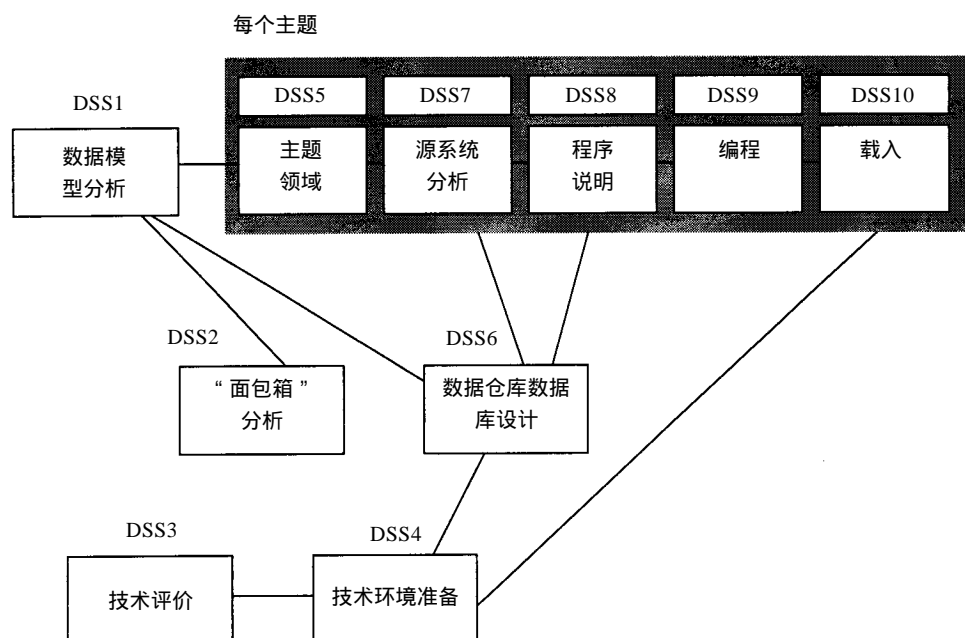 每个主题
DSS1
DSS5
DSS7
DSS8
DSS9
DSS10
数据模
型分析
主题
领域
源系统
分析
程序
说明
编程
载入
DSS2
“面包箱”
分析
DSS6
数据仓库数据
库设计
DSS3
技术评价
DSS4
技术环境准备